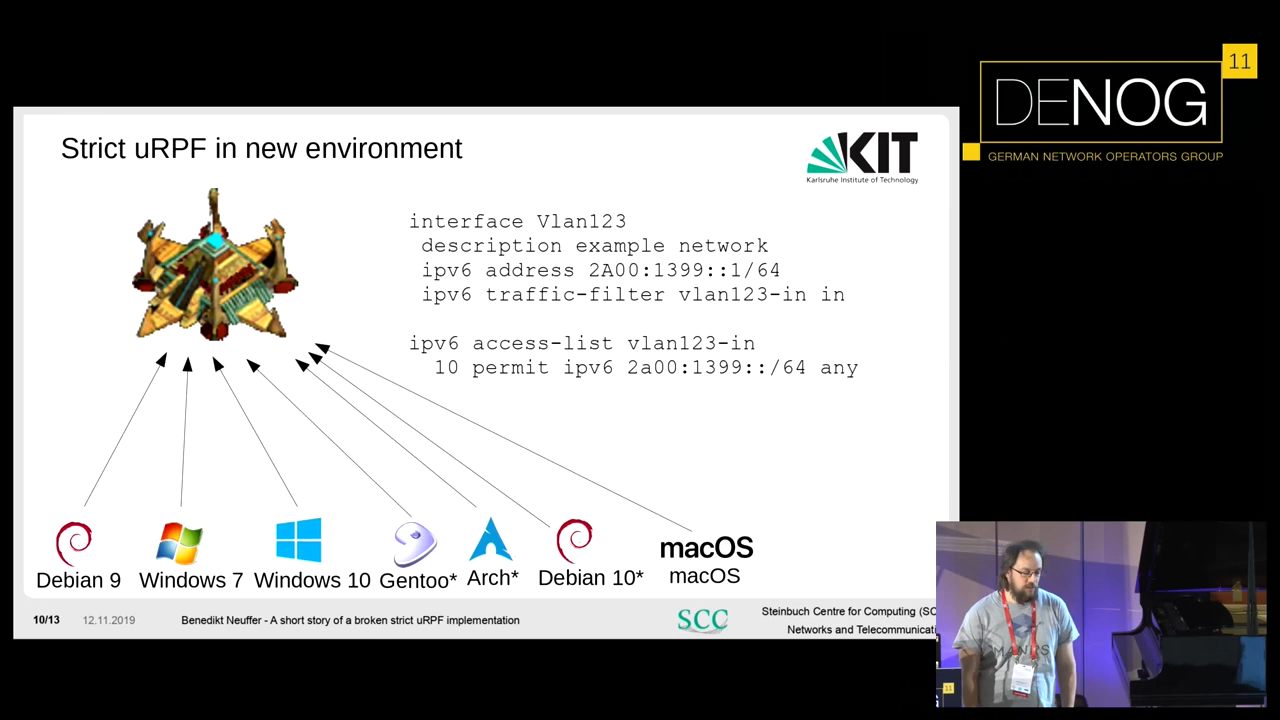 11
DENOG
GERMAN NETWORK OPERATORS GROUP
Strict uRPF in new environment
KIT
Karlsruhe Institute of Technology
interface Vlan123
description example network
ipv6 address 2A00:1399::1/64
ipv6 traffic-filter vlan123-in in
ipv6 access-list vlan123-in
10 permit ipv6 2a00:1399::/64 any
macOS
Debian 9 Windows 7 Windows 10 Gentoo* Arch* Debian 10* macOS
10/13 12.11.2019 Benedikt Neuffer - A short story of a broken strict uRPF implementation
SCC
Steinbuch Centre for Computing (SC
Networks and Telecommunicati
MANRS
11